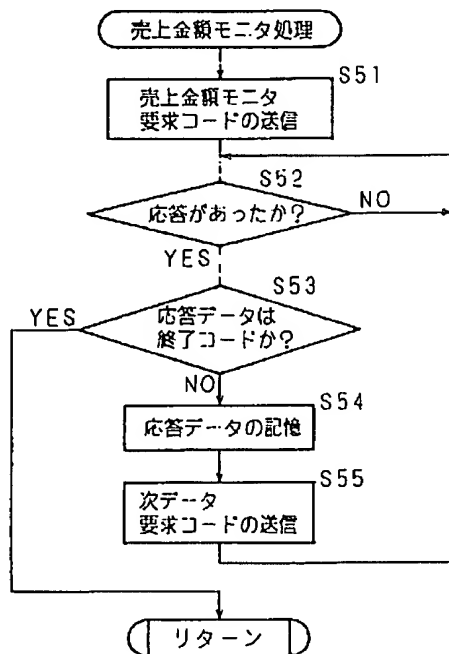 売上金額モニタ処理
S51
売上金額モニタ
要求コードの送信
S52
応答があったか?
NO
YES
S53
YES
応答データは
終了コードか?
NO
S54
応答データの記憶
S55
次データ
要求コードの送信
リターン